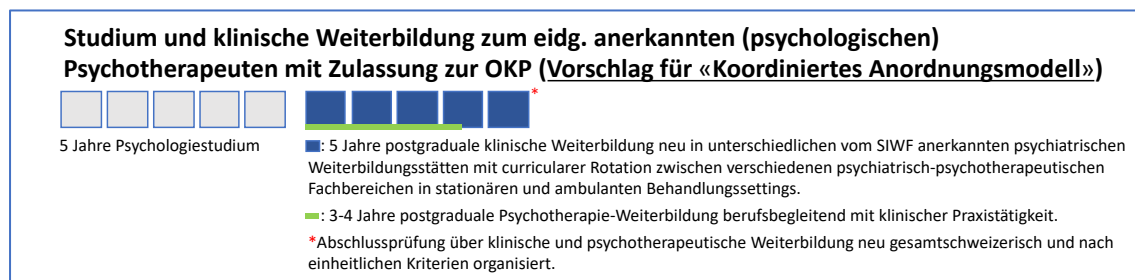 Studium und klinische Weiterbildung zum eidg. anerkannten (psychologischen)
Psychotherapeuten mit Zulassung zur OKP (Vorschlag für «Koordiniertes Anordnungsmodell»)
*
5 Jahre Psychologiestudium
: 5 Jahre postgraduale klinische Weiterbildung neu in unterschiedlichen vom SIWF anerkannten psychiatrischen
Weiterbildungsstätten mit curricularer Rotation zwischen verschiedenen psychiatrisch-psychotherapeutischen
Fachbereichen in stationären und ambulanten Behandlungssettings.
: 3-4 Jahre postgraduale Psychotherapie-Weiterbildung berufsbegleitend mit klinischer Praxistätigkeit.
*Abschlussprüfung über klinische und psychotherapeutische Weiterbildung neu gesamtschweizerisch und nach
einheitlichen Kriterien organisiert.